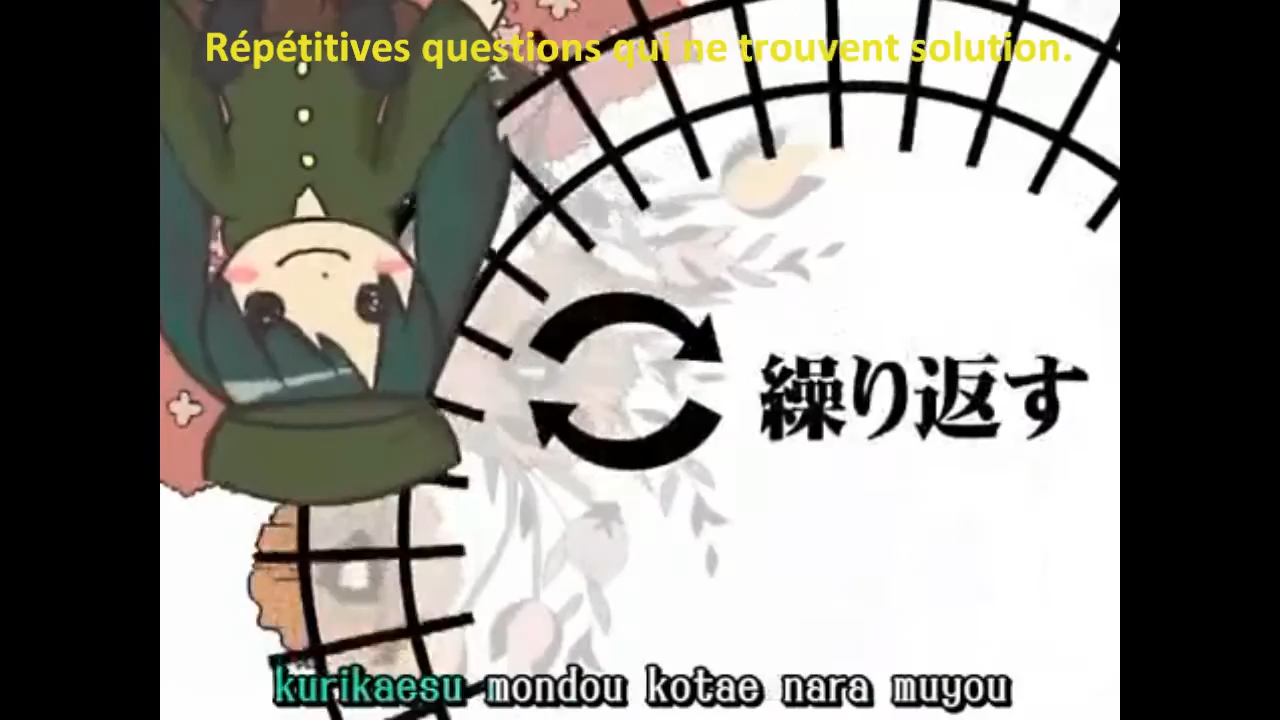 Répétitives questions qui ne trouvent solution.
繰り返す
kurikaesu mondou kotae nara muyou